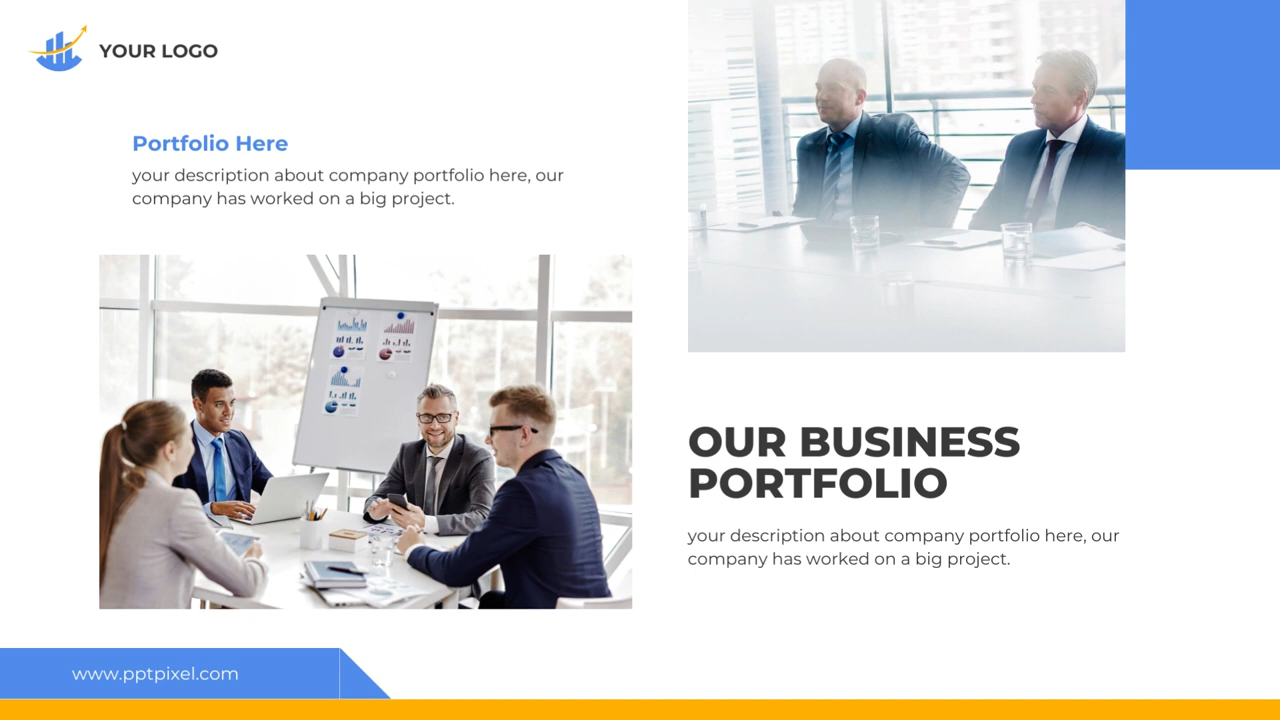 YOUR LOGO
Portfolio Here
your description about company portfolio here, our
company has worked on a big project.
OUR BUSINESS
PORTFOLIO
your description about company portfolio here, our
company has worked on a big project.
www.pptpixel.com